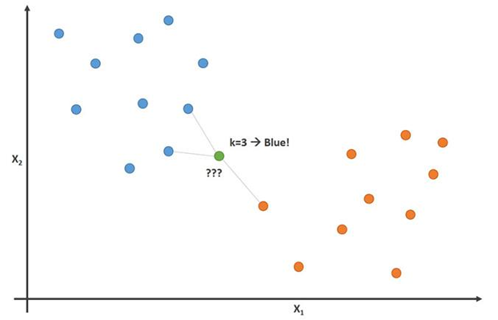 k=3 → Blue!
X₂
???
X₁